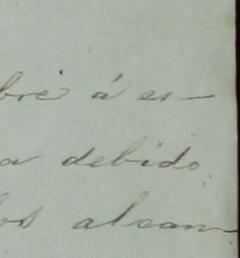 bre á es-
a debido
os alcan-